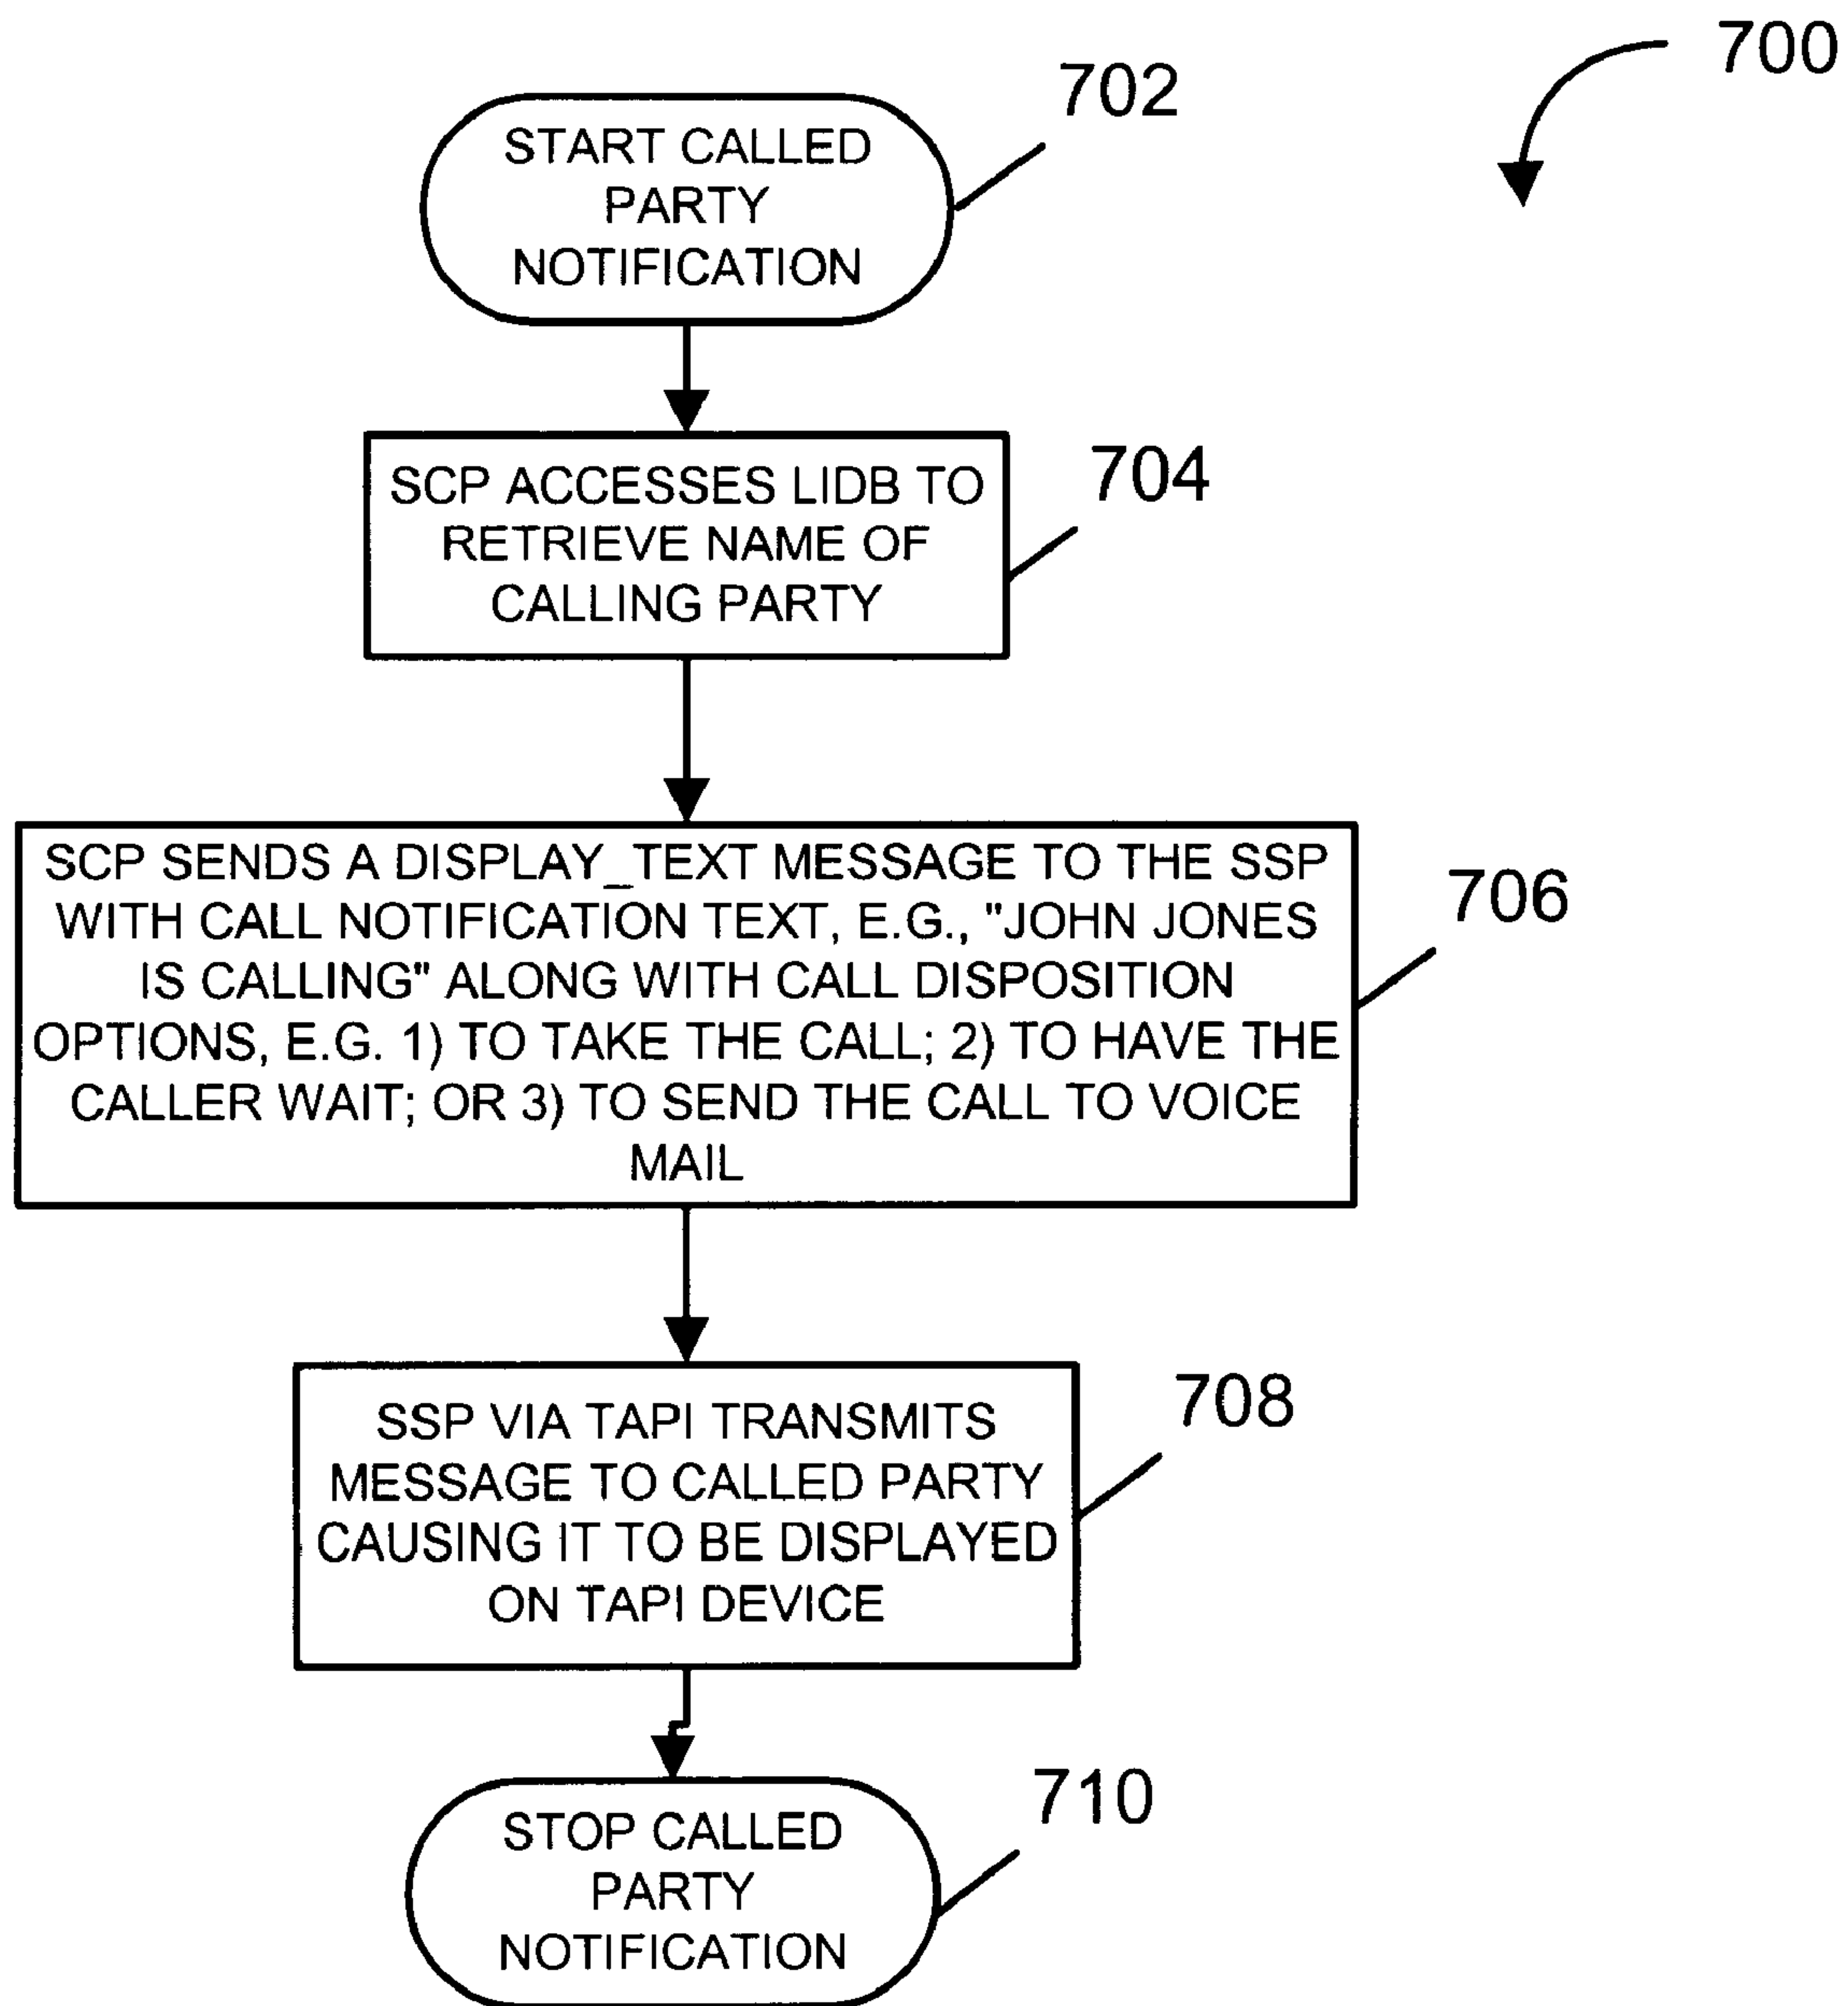 700
702
START CALLED
PARTY
NOTIFICATION
704
SCP ACCESSES LIDB TO
RETRIEVE NAME OF
CALLING PARTY
706
SCP SENDS A DISPLAY_TEXT MESSAGE TO THE SSP
WITH CALL NOTIFICATION TEXT, E.G., "JOHN JONES
IS CALLING" ALONG WITH CALL DISPOSITION
OPTIONS, E.G. 1) TO TAKE THE CALL; 2) TO HAVE THE
CALLER WAIT; OR 3) TO SEND THE CALL TO VOICE
MAIL
708
SSP VIA TAPI TRANSMITS
MESSAGE TO CALLED PARTY
CAUSING IT TO BE DISPLAYED
ON TAPI DEVICE
710
STOP CALLED
PARTY
NOTIFICATION